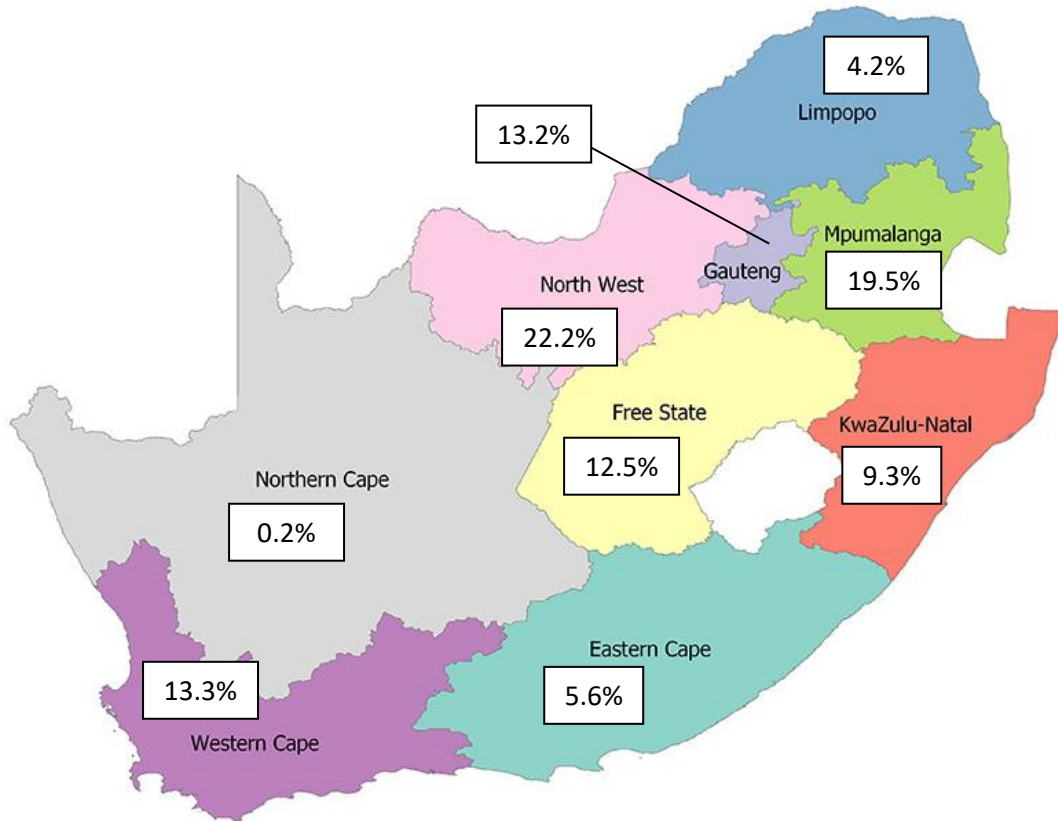 4.2%
Limpopo
13.2%
Mpumalanga
Gauteng
19.5%
North West
22.2%
Free State
KwaZulu-Natal
12.5%
9.3%
Northern Cape
0.2%
Eastern Cape
13.3%
5.6%
Western Cape